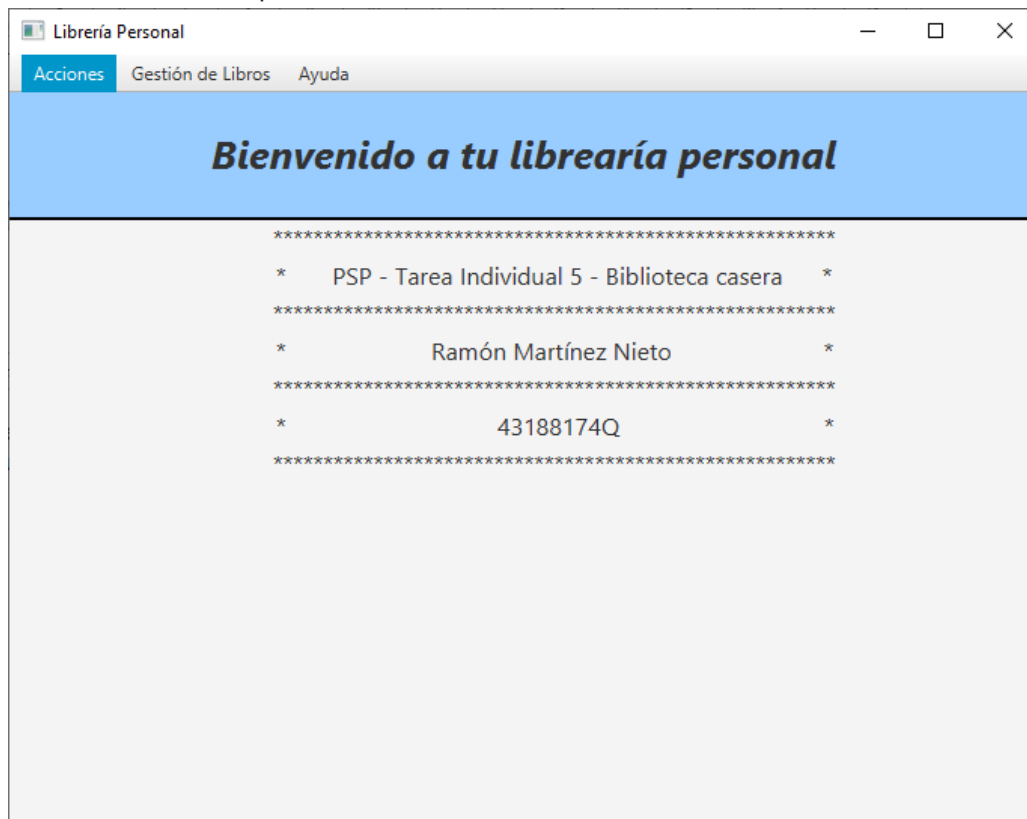 Librería Personal
Acciones Gestión de Libros Ayuda
Bienvenido a tu librearía personal
********************************************************
* PSP - Tarea Individual 5 - Biblioteca casera *
********************************************************
* Ramón Martínez Nieto *
********************************************************
* 43188174Q *
********************************************************